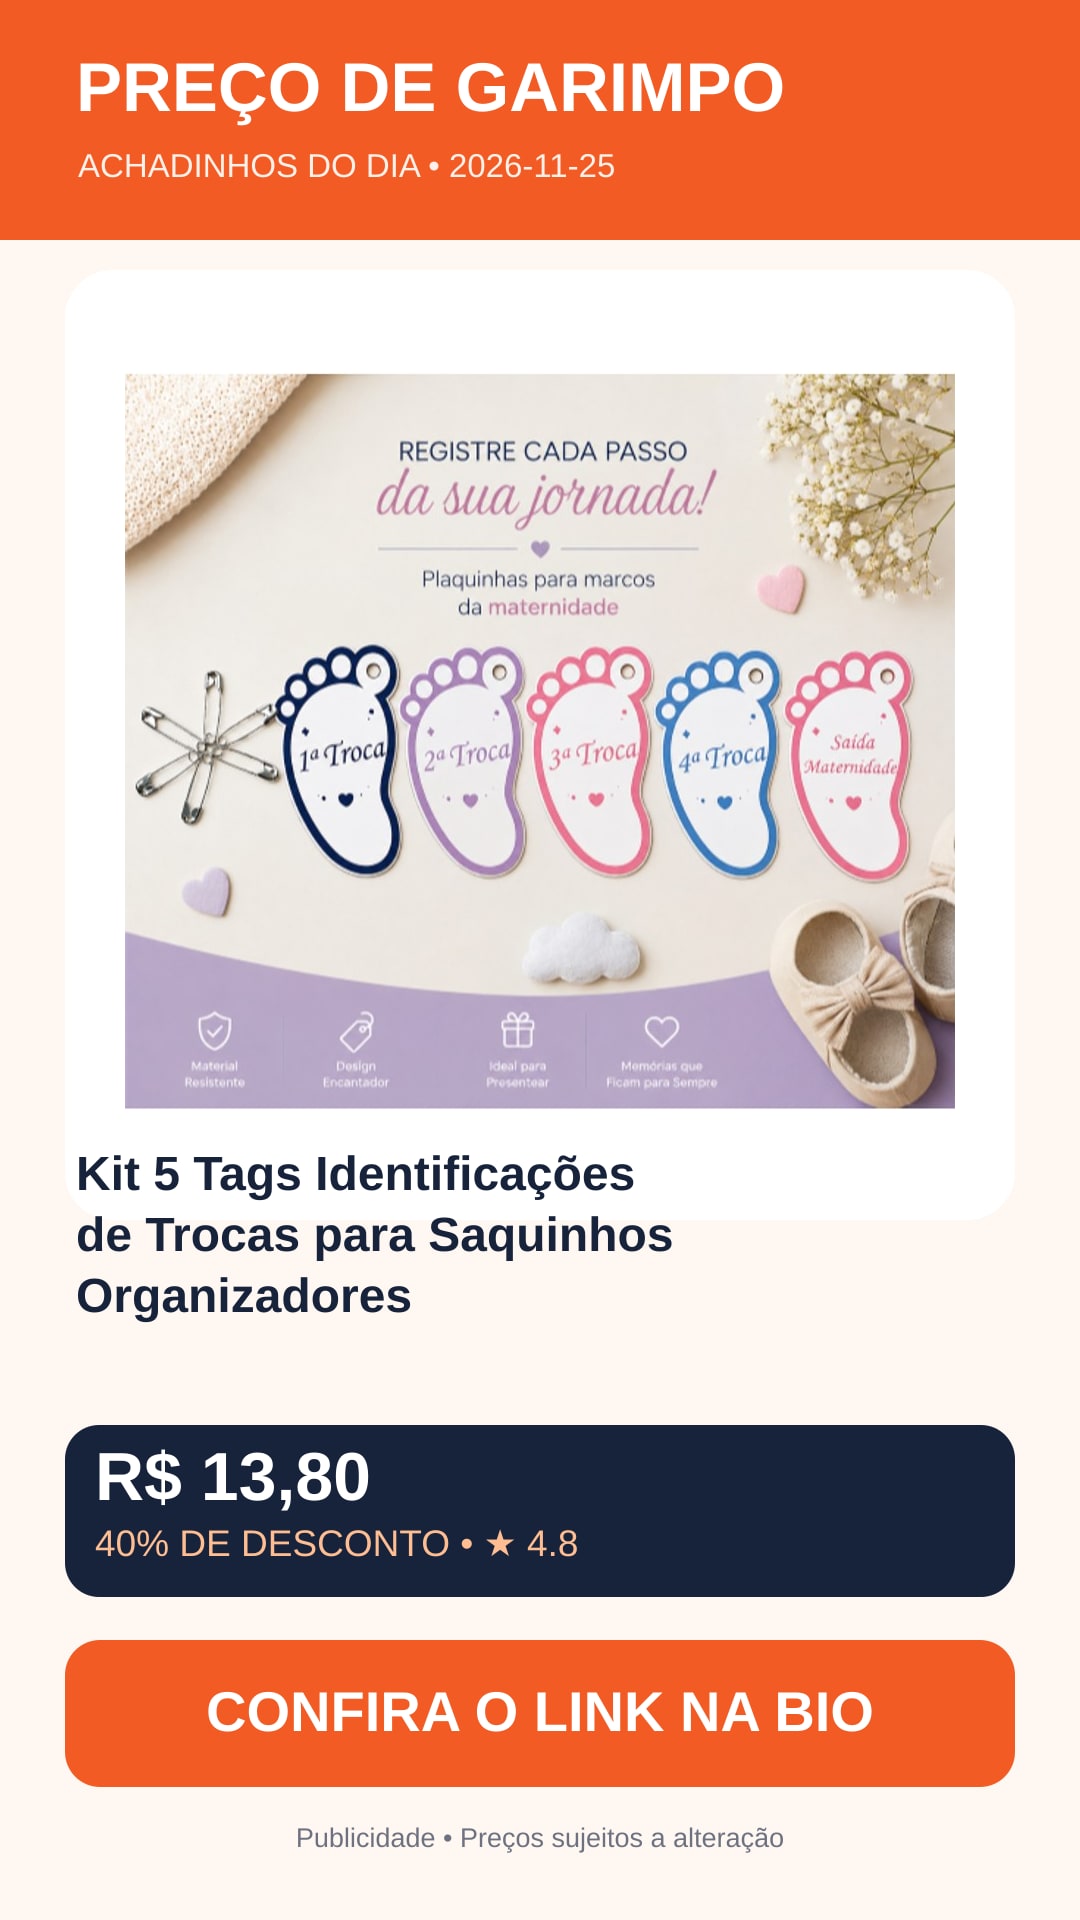 PREÇO DE GARIMPO
ACHADINHOS DO DIA • 2026-11-25
REGISTRE CADA PASSO
da sua jornada!
Plaquinhas para marcos
da maternidade
1ª Troca
2ª Troca
3ª Troca
4ª Troca
Saída
Maternidade
Material
Resistente
Design
Encantador
Ideal para
Presentear
Memórias que
Ficam para Sempre
Kit 5 Tags Identificações
de Trocas para Saquinhos
Organizadores
R$ 13,80
40% DE DESCONTO • ★ 4.8
CONFIRA O LINK NA BIO
Publicidade • Preços sujeitos a alteração